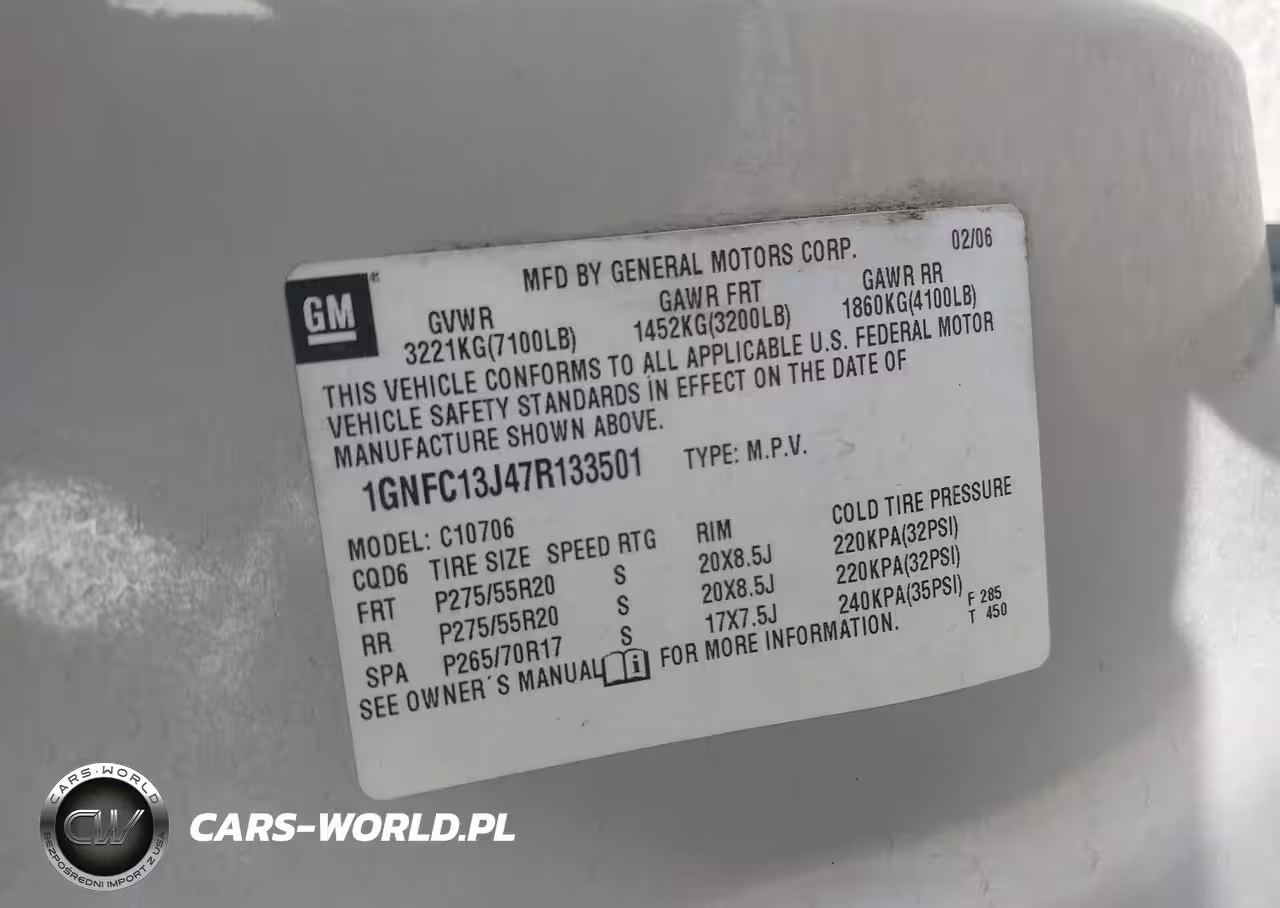 MFD BY GENERAL MOTORS CORP. 02/06
GM
GVWR GAWR FRT GAWR RR
3221KG(7100LB) 1452KG(3200LB) 1860KG(4100LB)
THIS VEHICLE CONFORMS TO ALL APPLICABLE U.S. FEDERAL MOTOR
VEHICLE SAFETY STANDARDS IN EFFECT ON THE DATE OF
MANUFACTURE SHOWN ABOVE.
1GNFC13J47R133501 TYPE: M.P.V.
MODEL: C10706
CQD6 TIRE SIZE SPEED RTG RIM COLD TIRE PRESSURE
FRT P275/55R20 S 20X8.5J 220KPA(32PSI)
RR P275/55R20 S 20X8.5J 220KPA(32PSI)
SPA P265/70R17 S 17X7.5J 240KPA(35PSI)
F 285
T 450
SEE OWNER´S MANUAL i FOR MORE INFORMATION.
CARS-WORLD
CW
BEZPOŚREDNI IMPORT Z USA
CARS-WORLD.PL